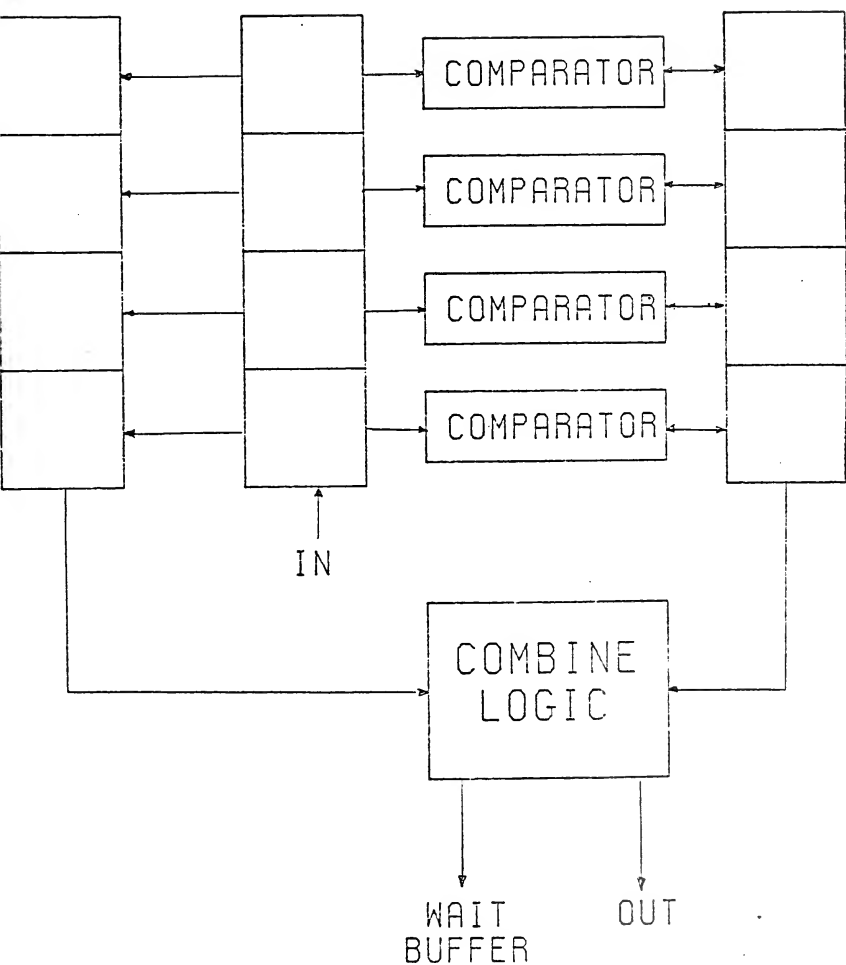 COMPARATOR
COMPARATOR
COMPARATOR
COMPARATOR
IN
COMBINE
LOGIC
WAIT
BUFFER
OUT